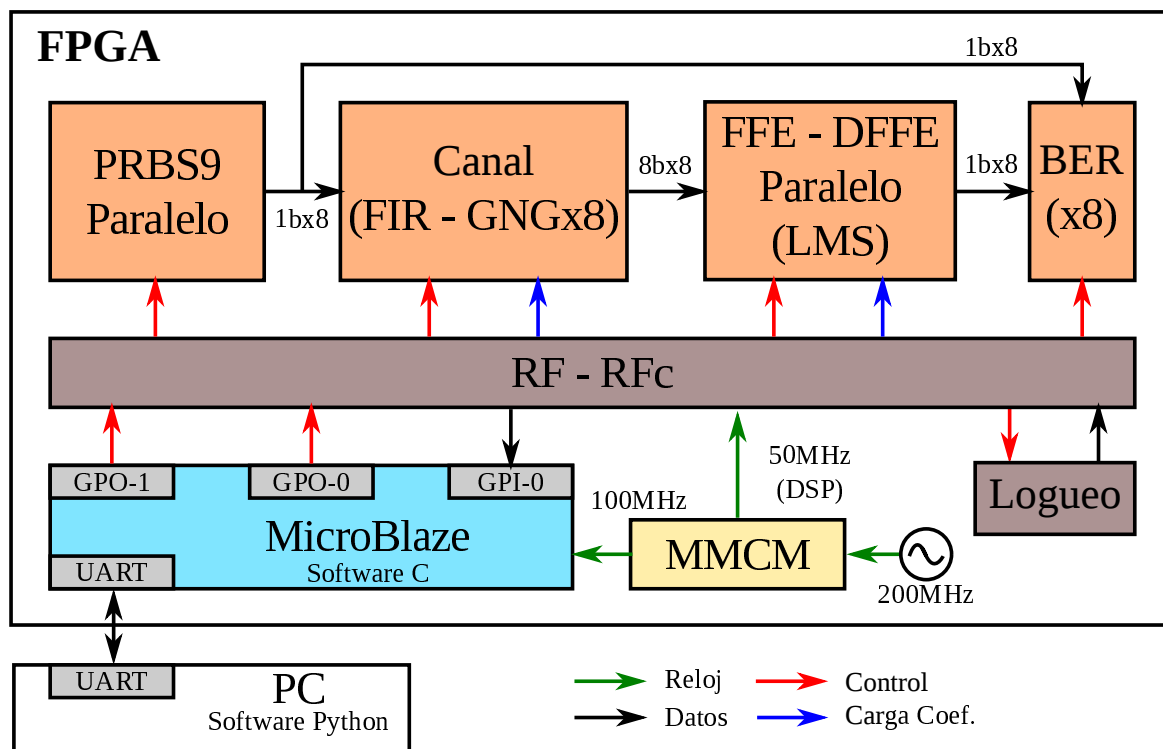 FPGA
1bx8
PRBS9
Paralelo
1bx8
Canal
(FIR - GNGx8)
8bx8
FFE - DFFE
Paralelo
(LMS)
1bx8
BER
(x8)
RF - RFc
GPO-1
GPO-0
GPI-0
MicroBlaze
Software C
UART
100MHz
50MHz
(DSP)
MMCM
200MHz
Logueo
UART
PC
Software Python
Reloj
Control
Datos
Carga Coef.